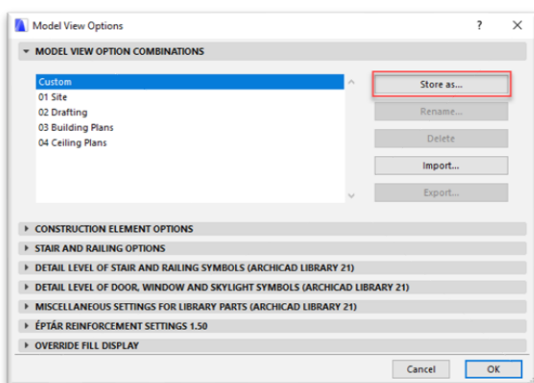 Model View Options
?
X
MODEL VIEW OPTION COMBINATIONS
Custom
01 Site
02 Drafting
03 Building Plans
04 Ceiling Plans
Store as...
Rename...
Delete
Import...
Export...
CONSTRUCTION ELEMENT OPTIONS
STAIR AND RAILING OPTIONS
DETAIL LEVEL OF STAIR AND RAILING SYMBOLS (ARCHICAD LIBRARY 21)
DETAIL LEVEL OF DOOR, WINDOW AND SKYLIGHT SYMBOLS (ARCHICAD LIBRARY 21)
MISCELLANEOUS SETTINGS FOR LIBRARY PARTS (ARCHICAD LIBRARY 21)
ÉPTÁR REINFORCEMENT SETTINGS 1.50
OVERRIDE FILL DISPLAY
Cancel
OK